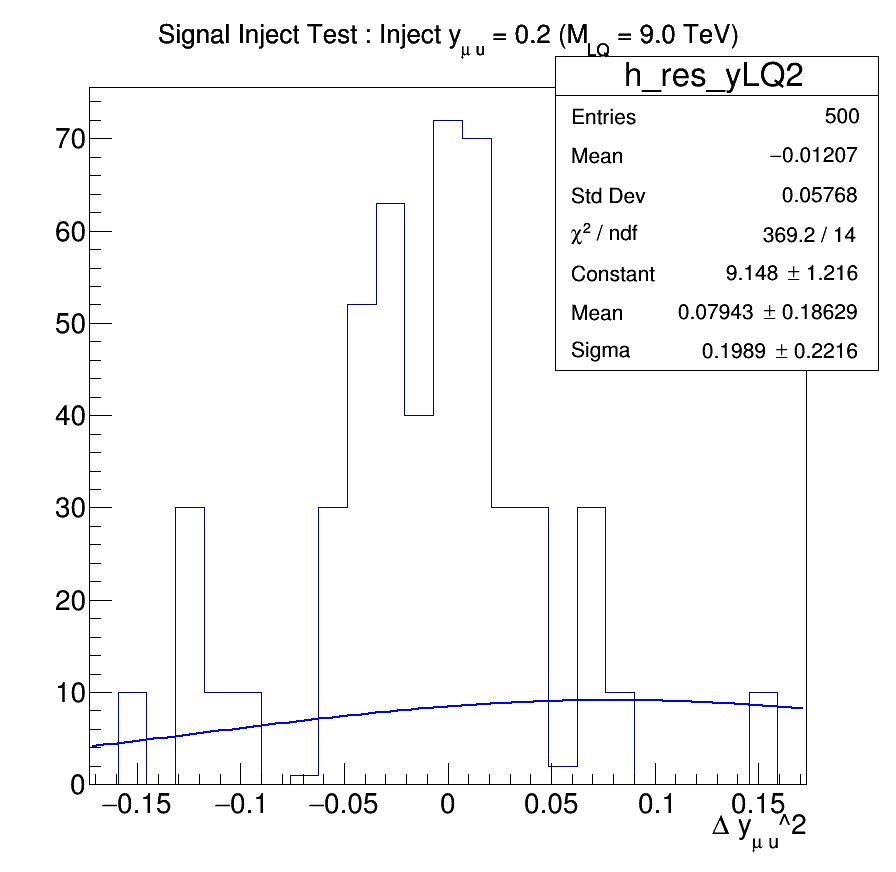 Signal Inject Test : Inject y_μ u = 0.2 (M_LQ = 9.0 TeV)
h_res_yLQ2
Entries 500
Mean −0.01207
Std Dev 0.05768
χ² / ndf 369.2 / 14
Constant 9.148 ± 1.216
Mean 0.07943 ± 0.18629
Sigma 0.1989 ± 0.2216
70
60
50
40
30
20
10
0
−0.15 −0.1 −0.05 0 0.05 0.1 0.15
Δ y_μ u^2